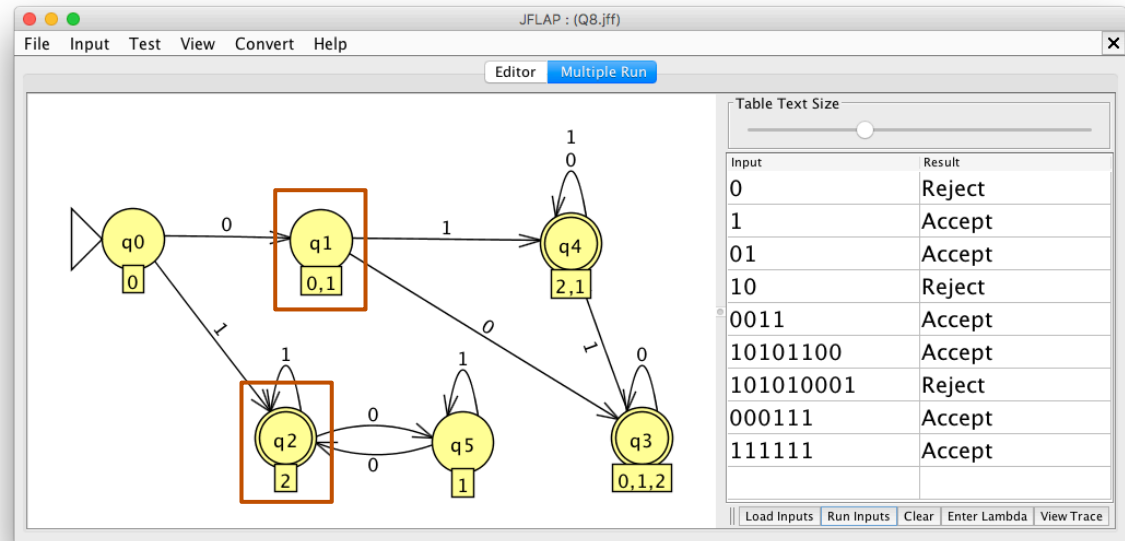 JFLAP : (Q8.jff)
File Input Test View Convert Help
Editor Multiple Run
Table Text Size
Input Result
0 Reject
1 Accept
01 Accept
10 Reject
0011 Accept
10101100 Accept
101010001 Reject
000111 Accept
111111 Accept
Load Inputs Run Inputs Clear Enter Lambda View Trace
1
0
q0
0
0
q1
0,1
1
q4
2,1
1
0
1
0
1
1
q2
2
0
0
q5
1
q3
0,1,2